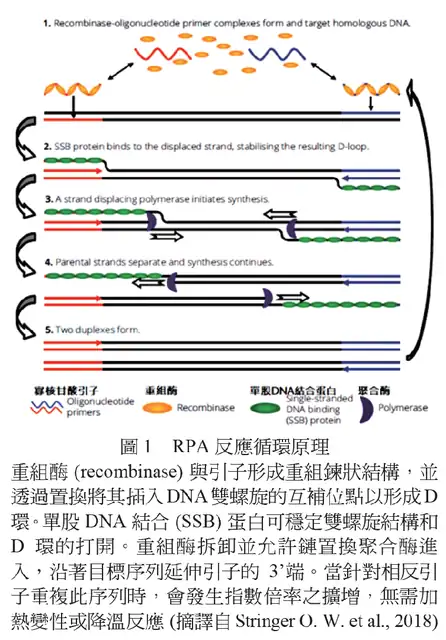 1. Recombinase-oligonucleotide primer complexes form and target homologous DNA.
2. SSB protein binds to the displaced strand, stabilising the resulting D-loop.
3. A strand displacing polymerase initiates synthesis.
4. Parental strands separate and synthesis continues.
5. Two duplexes form.
寡核甘酸引子
Oligonucleotide
primers
重組酶
Recombinase
單股DNA結合蛋白
Single-stranded
DNA binding
(SSB) protein
聚合酶
Polymerase
圖 1 RPA 反應循環原理
重組酶 (recombinase) 與引子形成重組鍊狀結構，並
透過置換將其插入 DNA 雙螺旋的互補位點以形成 D
環。單股 DNA 結合 (SSB) 蛋白可穩定雙螺旋結構和
D 環的打開。重組酶拆卸並允許鏈置換聚合酶進
入，沿著目標序列延伸引子的 3'端。當針對相反引
子重複此序列時，會發生指數倍率之擴增，無需加
熱變性或降溫反應 (摘譯自 Stringer O. W. et al., 2018)